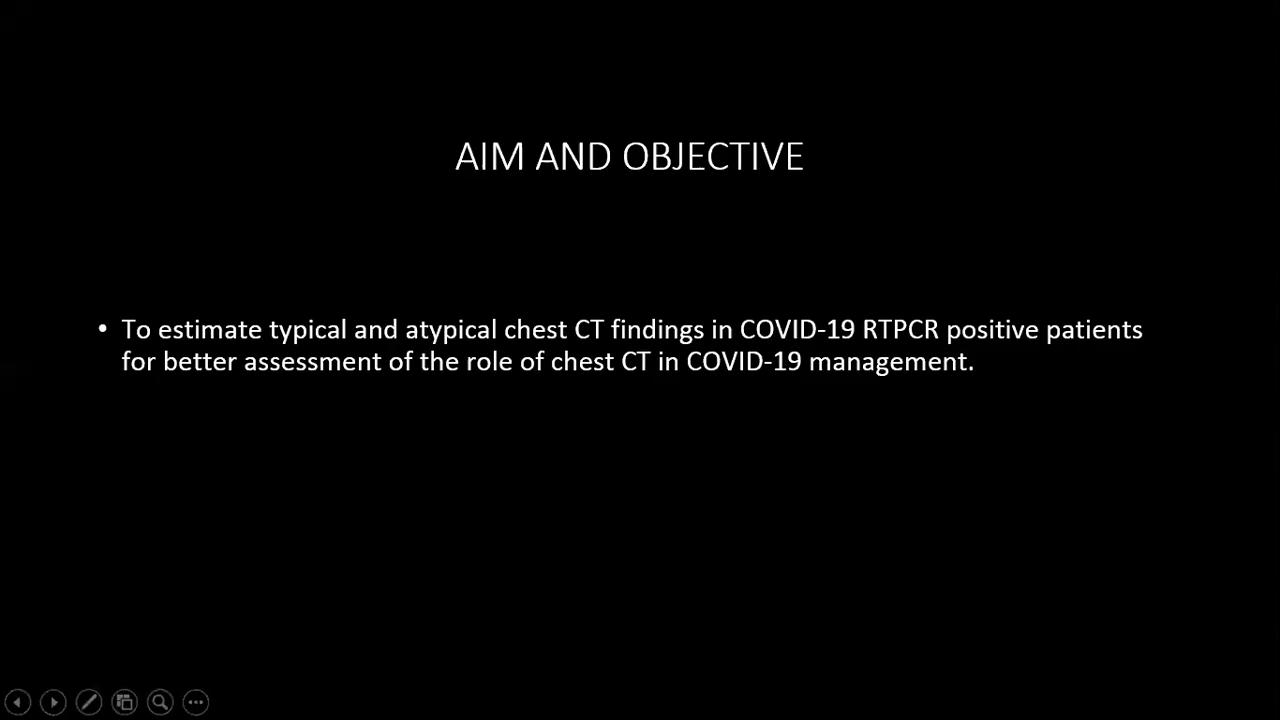 AIM AND OBJECTIVE
• To estimate typical and atypical chest CT findings in COVID-19 RTPCR positive patients
for better assessment of the role of chest CT in COVID-19 management.